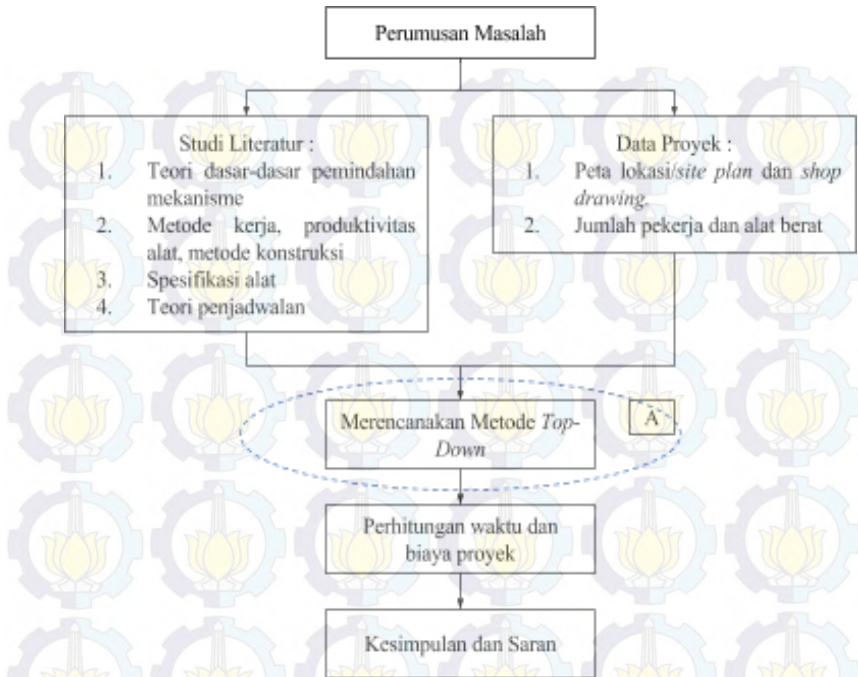 Perumusan Masalah
Studi Literatur :
1. Teori dasar-dasar pemindahan
mekanisme
2. Metode kerja, produktivitas
alat, metode konstruksi
3. Spesifikasi alat
4. Teori penjadwalan
Data Proyek :
1. Peta lokasi/site plan dan shop
drawing.
2. Jumlah pekerja dan alat berat
Merencanakan Metode Top-
Down
A
Perhitungan waktu dan
biaya proyek
Kesimpulan dan Saran